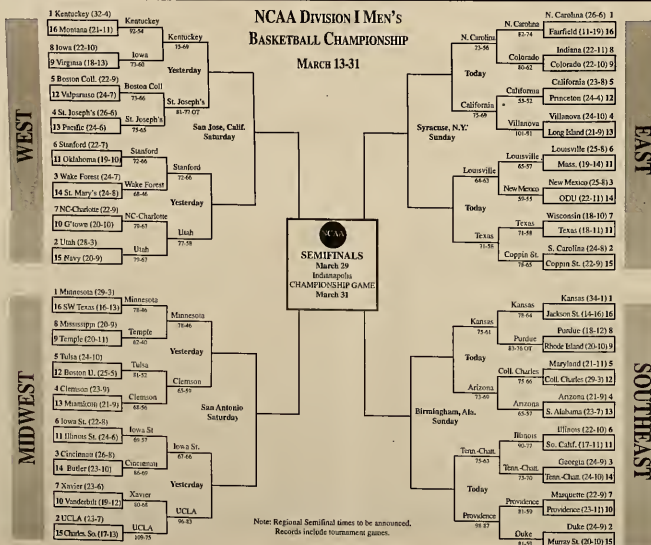 NCAA DIVISION I MEN'S
BASKETBALL CHAMPIONSHIP
MARCH 13-31
WEST
1 Kentucky (32-4)
Kentucky
92-54
16 Montana (21-11)
Kentucky
75-69
8 Iowa (22-10)
Iowa
73-60
9 Virginia (18-13)
Yesterday
5 Boston Coll. (22-9)
Boston Coll
73-66
12 Valparaiso (24-7)
St. Joseph's
81-77 OT
4 St. Joseph's (26-6)
St. Joseph's
75-65
13 Pacific (24-6)
San Jose, Calif.
Saturday
6 Stanford (22-7)
Stanford
11 Oklahoma (19-10)
Stanford
72-66
3 Wake Forest (24-7)
Wake Forest
68-46
14 St. Mary's (24-8)
Yesterday
7 NC-Charlotte (22-9)
NC-Charlotte
79-67
10 G'town (20-10)
Utah
77-58
2 Utah (28-3)
Utah
15 Navy (20-9)
MIDWEST
1 Minnesota (29-3)
Minnesota
78-46
16 SW Texas (16-13)
Minnesota
8 Mississippi (20-9)
Temple
62-40
9 Temple (20-11)
Yesterday
5 Tulsa (24-10)
Tulsa
81-52
12 Boston U. (25-5)
Clemson
65-59
4 Clemson (23-9)
Clemson
68-56
13 Miami (21-9)
San Antonio
Saturday
6 Iowa St. (22-8)
Iowa St
69-57
11 Illinois St. (24-6)
Iowa St.
67-66
3 Cincinnati (26-8)
Cincinnati
86-69
14 Butler (23-10)
Yesterday
7 Xavier (23-6)
Xavier
80-68
10 Vanderbilt (19-12)
UCLA
96-83
2 UCLA (23-7)
UCLA
109-75
15 Charles. So. (17-13)
NCAA
SEMIFINALS
March 29
Indianapolis
CHAMPIONSHIP GAME
March 31
EAST
N. Carolina (26-6) 1
N. Carolina
82-74
Fairfield (11-19) 16
N. Carolina
73-56
Indiana (22-11) 8
Colorado
80-62
Colorado (22-10) 9
Today
California (23-8) 5
California
55-52
Princeton (24-4) 12
California
75-68
Villanova (24-10) 4
Villanova
101-91
Long Island (21-9) 13
Syracuse, N.Y.
Sunday
Louisville (25-8) 6
Louisville
65-57
Mass. (19-14) 11
Louisville
64-63
New Mexico (25-8) 3
New Mexico
59-55
ODU (22-11) 14
Today
Wisconsin (18-10) 7
Texas
71-58
Texas (18-11)
Texas
S. Carolina (24-8) 2
Coppin St.
78-65
Coppin St. (22-9) 15
SOUTHEAST
Kansas (34-1) 1
Kansas
78-64
Jackson St. (14-16) 16
Kansas
75-61
Purdue (18-12) 8
Purdue
83-76 OT
Rhode Island (20-10) 9
Today
Maryland (21-11) 5
Coll. Charles
75 66
Coll. Charles (29-3) 12
Arizona
73-69
Arizona (21-9) 4
Arizona
65-57
S. Alabama (23-7) 13
Birmingham, Ala.
Sunday
Illinois (22-10) 6
Illinois
90-77
So. Calif. (17-11) 11
Tenn.-Chatt.
75-63
Georgia (24-9) 3
Tenn.-Chatt.
73-70
Tenn.-Chatt. (24-10) 14
Today
Marquette (22-9) 7
Providence
81-59
Providence (23-11) 10
Providence
98-87
Duke (24-9) 2
Duke
Murray St. (20-10) 15
Note: Regional Semifinal times to be announced.
Records include tournament games.